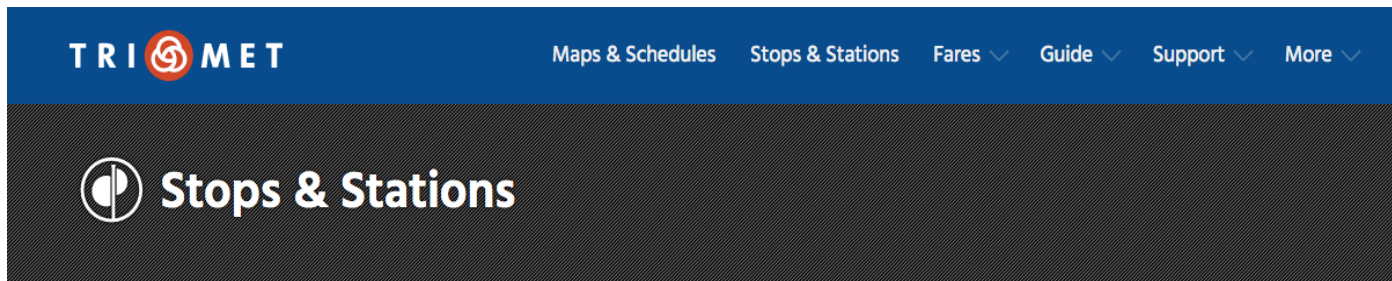 TRIMET Maps & Schedules Stops & Stations Fares Guide Support More
Stops & Stations